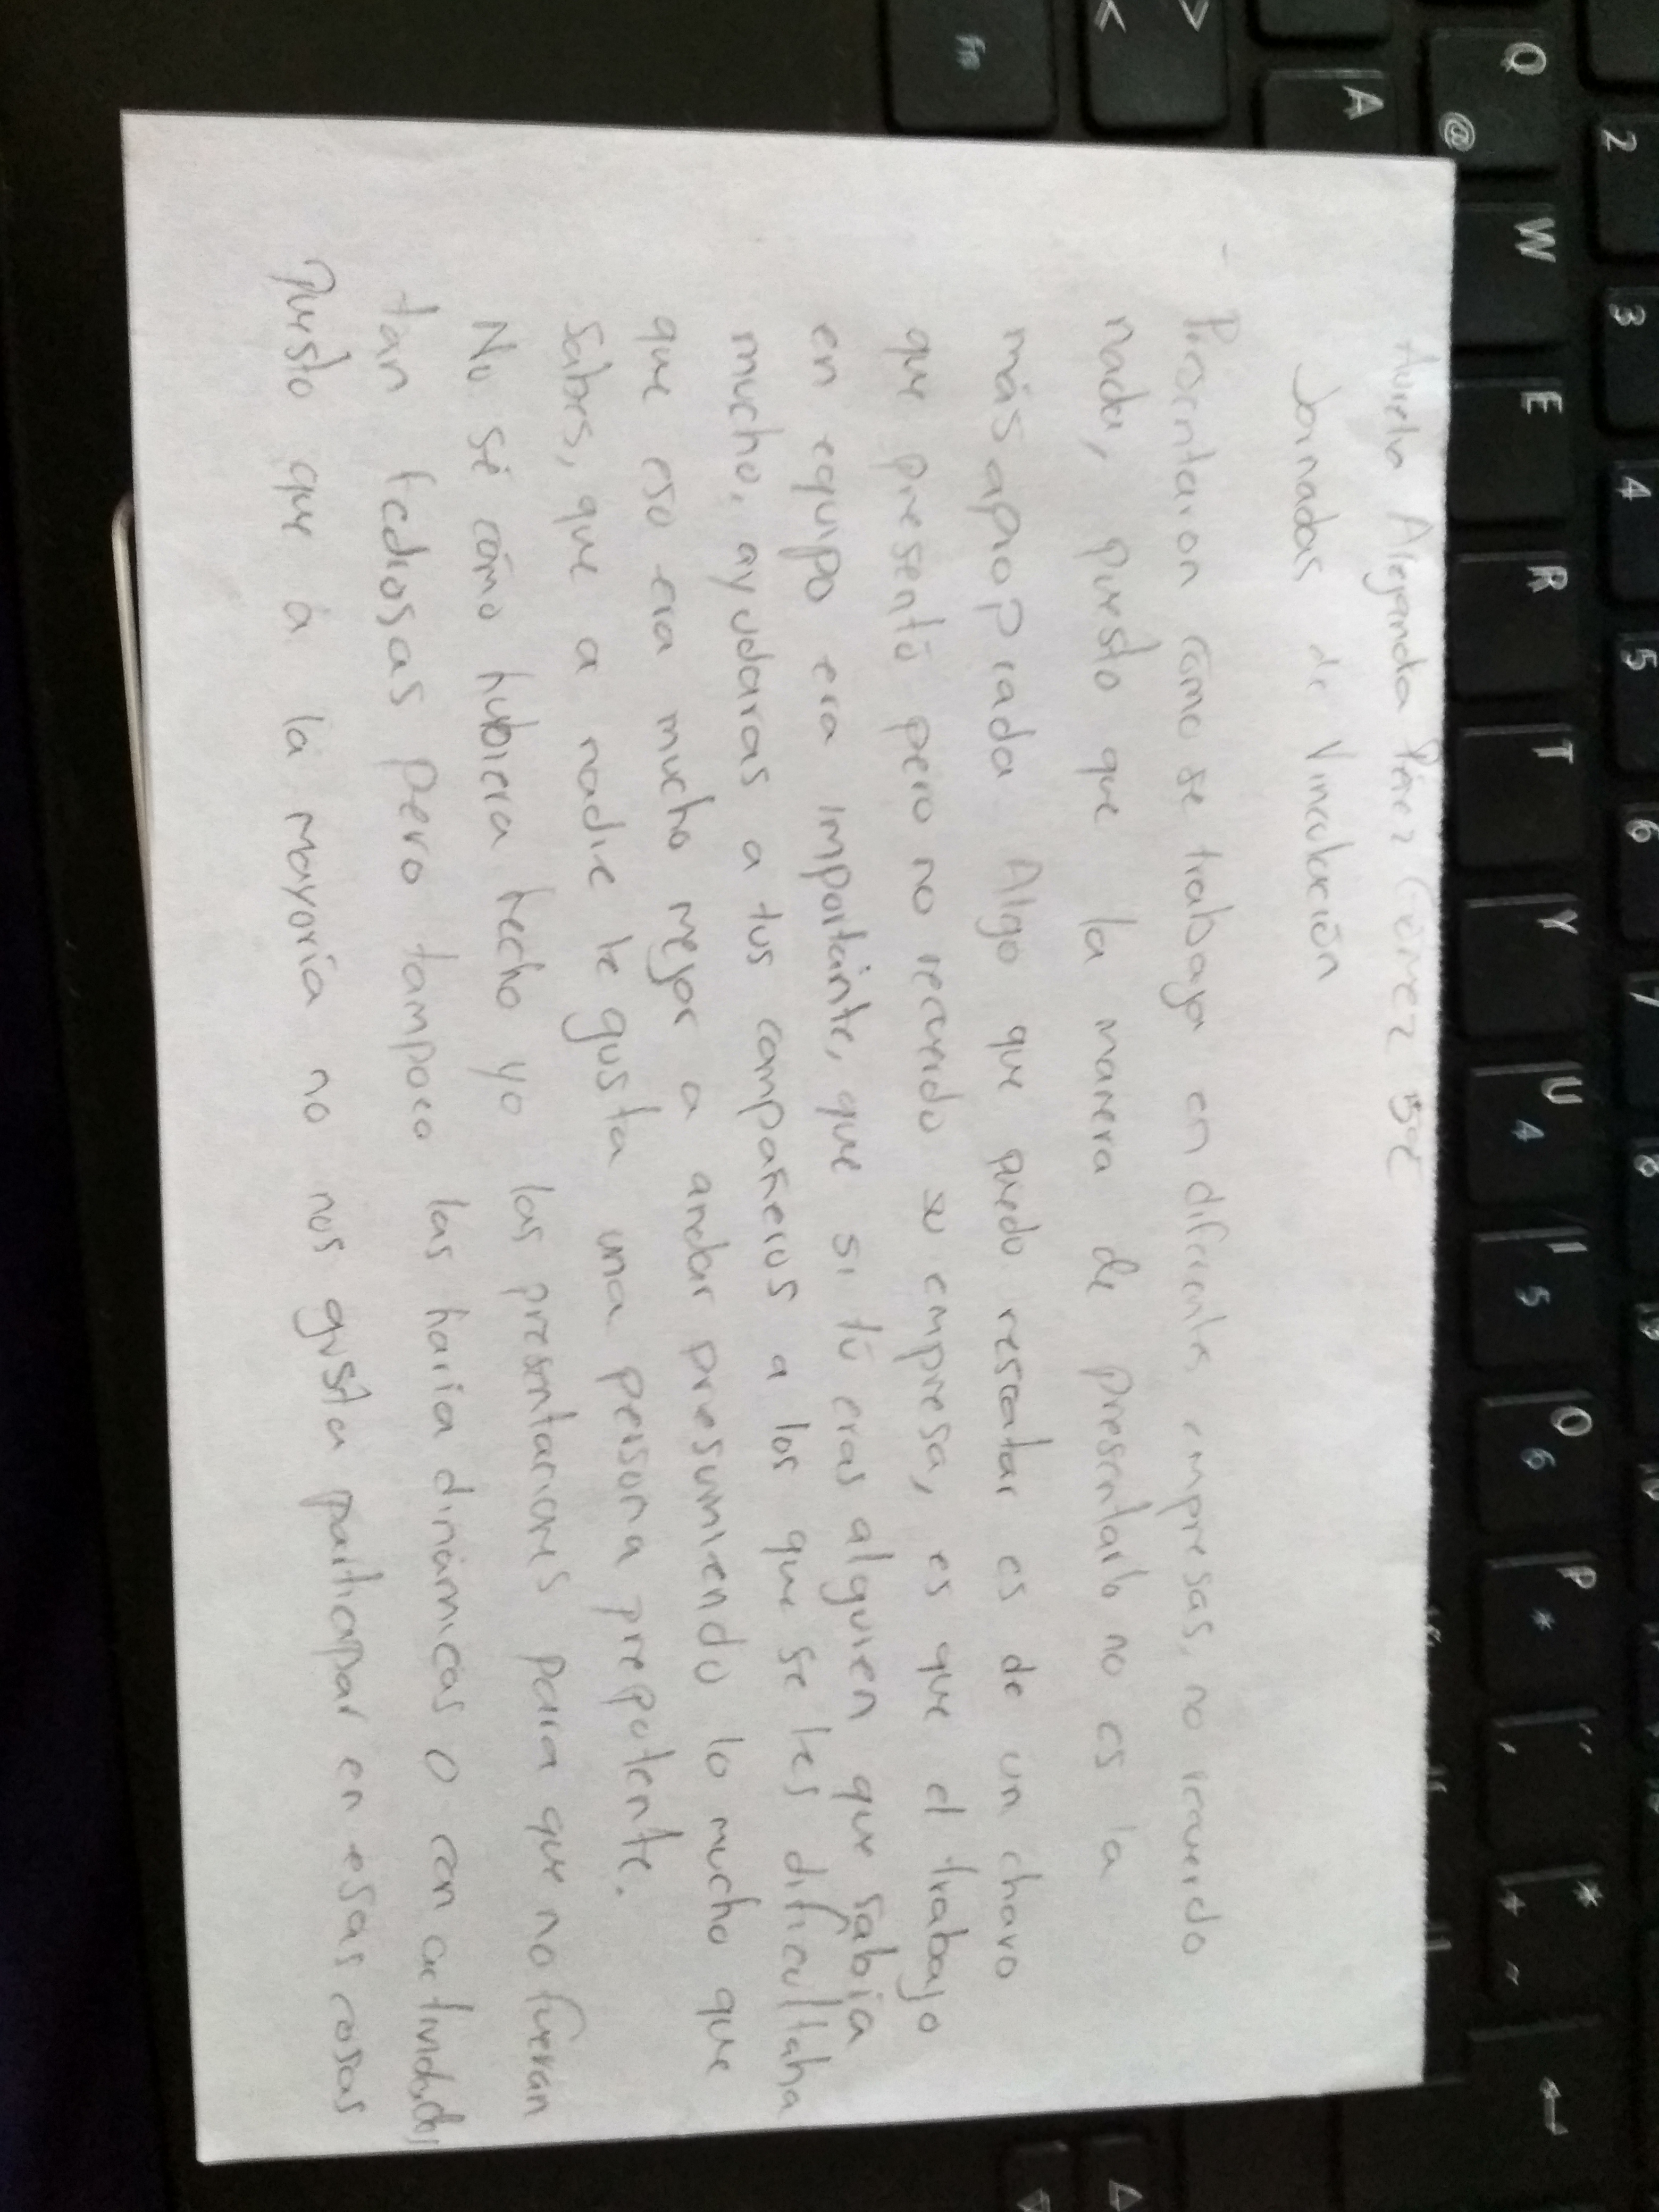 2 3 4 5 6 7 8 9
Q @ W E R T Y U 4 I 5 O 6 P * * + ~
A
>
<
Fn
Aurelia Alejandra Pérez Gómez 5°C
Jornadas de Vinculación
- Presentaron cómo se trabaja en diferentes empresas, no recuerdo
nada, puesto que la manera de presentarlo no es la
más apropiada Algo que puedo rescatar es de un chavo
que presentó pero no recuerdo su empresa, es que el trabajo
en equipo era importante, que si tú eras alguien que sabía
mucho, ayudaras a tus compañeros a los que se les dificultaba
que eso era mucho mejor a andar presumiendo lo mucho que
sabes, que a nadie le gusta una persona prepotente.
No sé cómo hubiera hecho yo las presentaciones para que no fueran
tan tediosas pero tampoco las haría dinámicas o con actividades
Puesto que a la mayoría no nos gusta participar en esas cosas